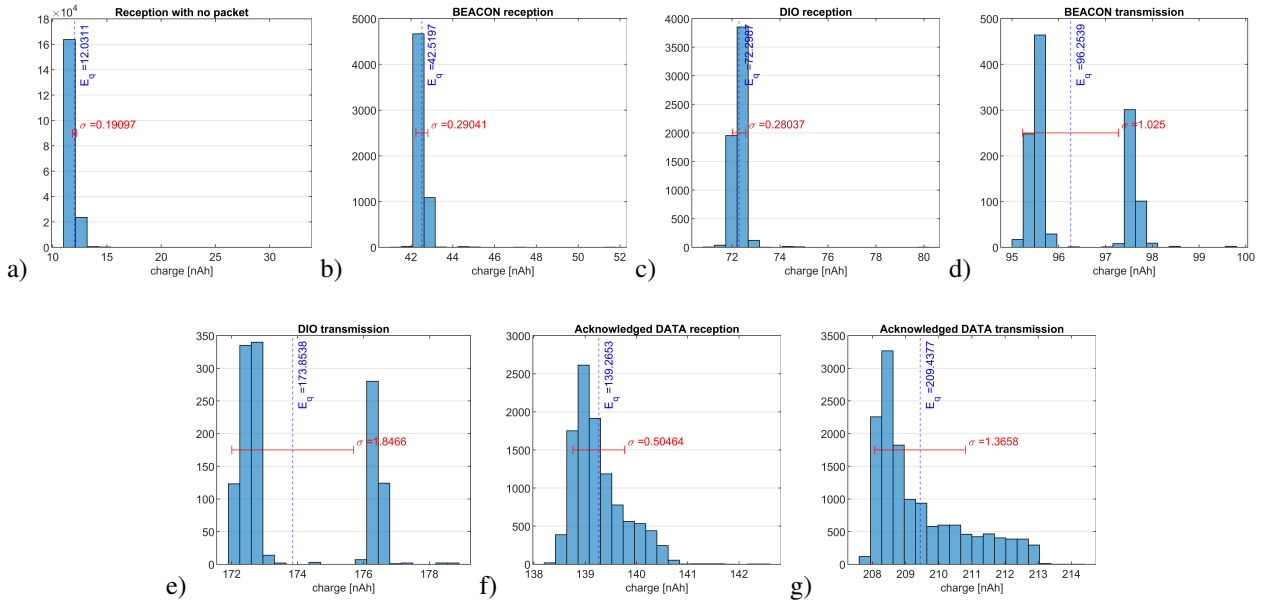 Reception with no packet
×10⁴
18
16
14
12
10
8
6
4
2
0
E_q =12.0311
σ =0.19097
10 15 20 25 30
charge [nAh]
a)
BEACON reception
5000
4000
3000
2000
1000
0
E_q =42.5197
σ =0.29041
42 44 46 48 50 52
charge [nAh]
b)
DIO reception
4000
3500
3000
2500
2000
1500
1000
500
0
E_q =72.2987
σ =0.28037
72 74 76 78 80
charge [nAh]
c)
BEACON transmission
500
400
300
200
100
0
E_q =96.2539
σ =1.025
95 96 97 98 99 100
charge [nAh]
d)
DIO transmission
350
300
250
200
150
100
50
0
E_q =173.8538
σ =1.8466
172 174 176 178
charge [nAh]
e)
Acknowledged DATA reception
3000
2500
2000
1500
1000
500
0
E_q =139.2653
σ =0.50464
138 139 140 141 142
charge [nAh]
f)
Acknowledged DATA transmission
3500
3000
2500
2000
1500
1000
500
0
E_q =209.4377
σ =1.3658
208 209 210 211 212 213 214
charge [nAh]
g)